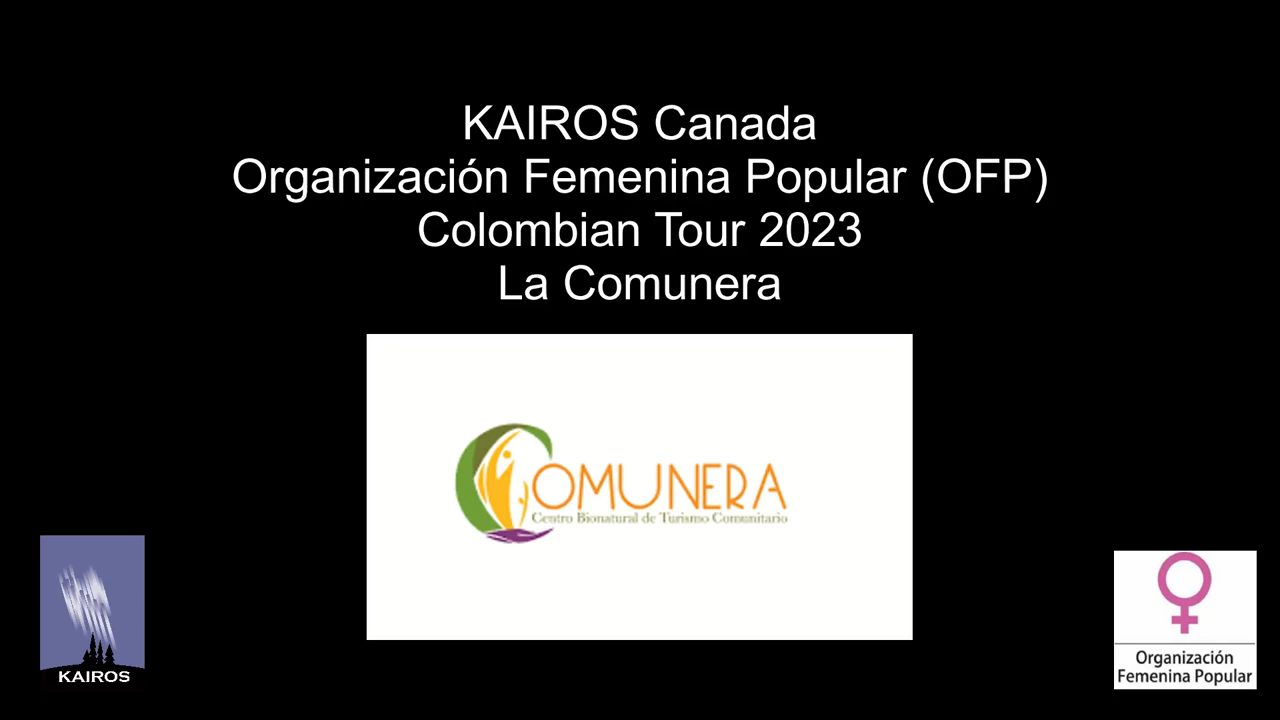 KAIROS Canada
Organización Femenina Popular (OFP)
Colombian Tour 2023
La Comunera
COMUNERA
Centro Bionatural de Turismo Comunitario
KAIROS
Organización
Femenina Popular